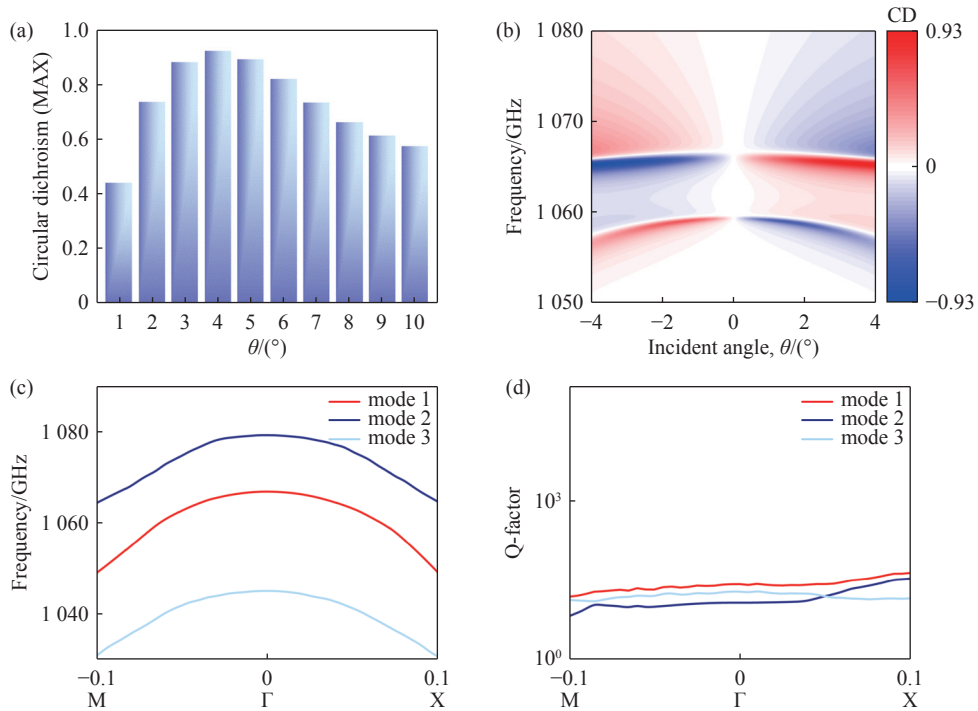 (a)
Circular dichroism (MAX)
1.0
0.8
0.6
0.4
0.2
0
1 2 3 4 5 6 7 8 9 10
θ/(°)
(b)
Frequency/GHz
1 080
1 070
1 060
1 050
−4 −2 0 2 4
Incident angle, θ/(°)
CD
0.93
0
−0.93
(c)
Frequency/GHz
1 080
1 060
1 040
mode 1
mode 2
mode 3
−0.1 0 0.1
M Γ X
(d)
Q-factor
10³
10⁰
mode 1
mode 2
mode 3
−0.1 0 0.1
M Γ X